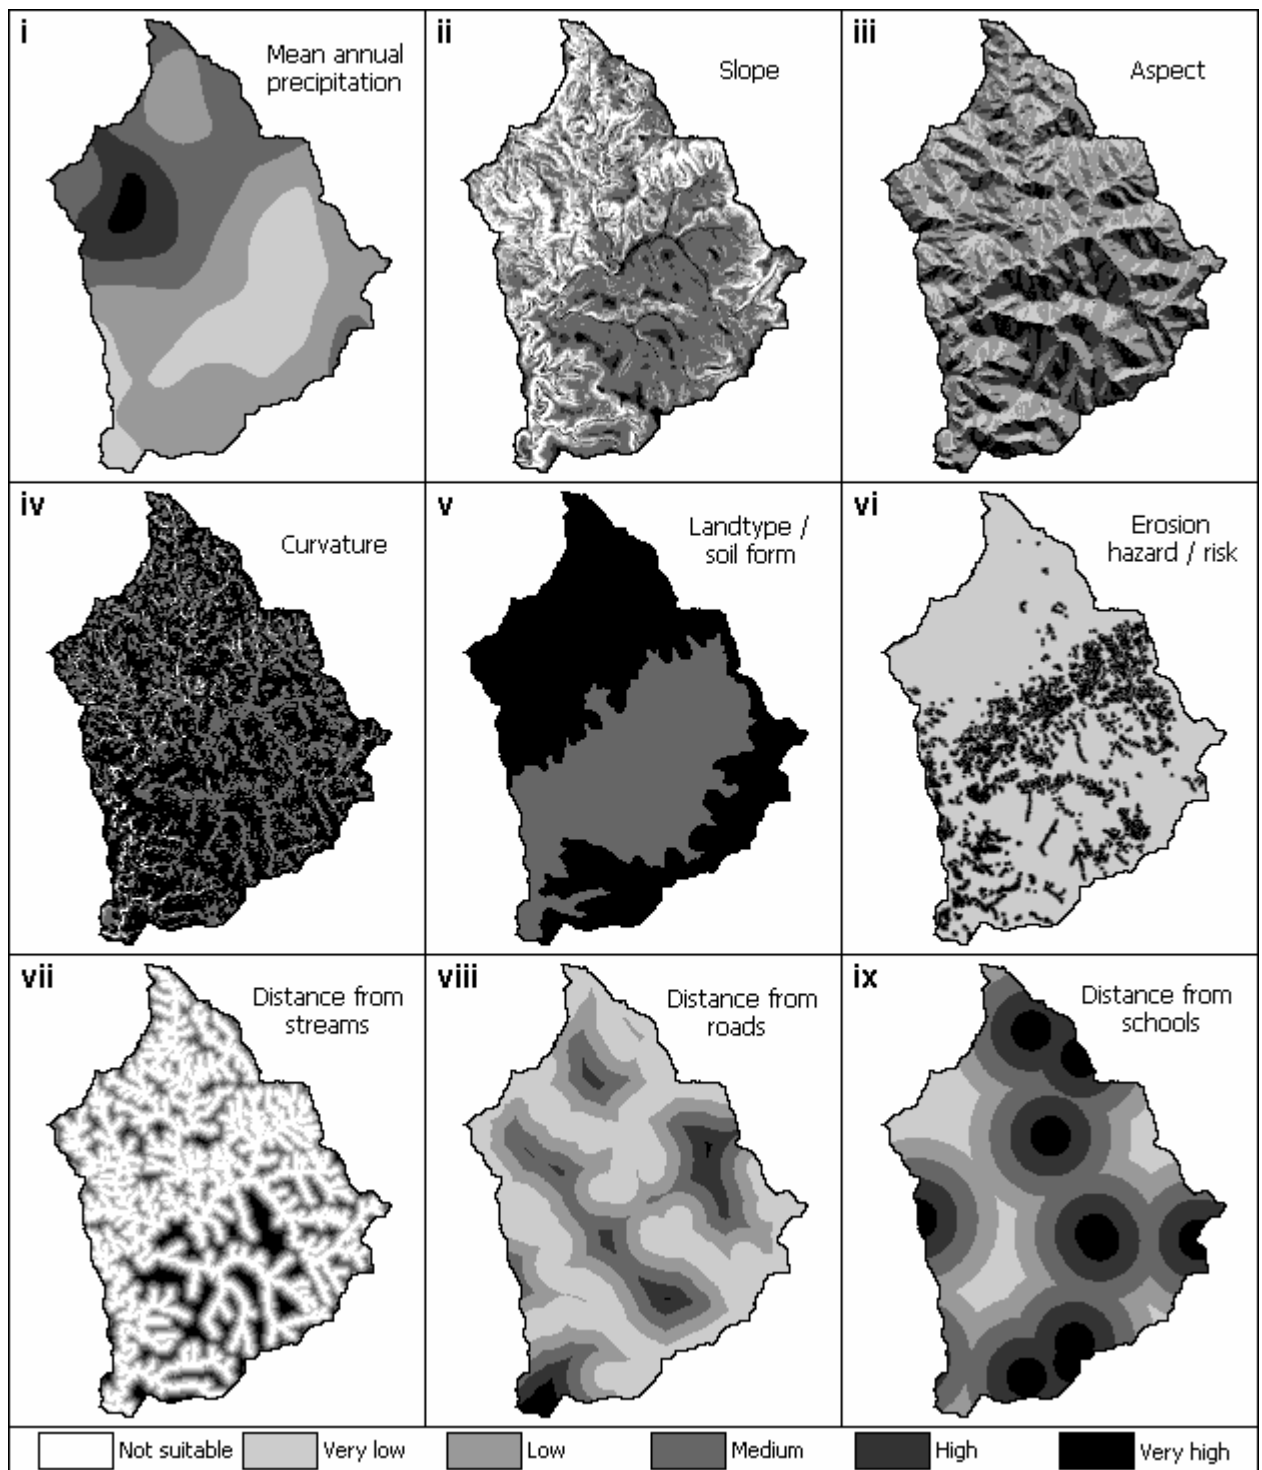 i
Mean annual
precipitation
ii
Slope
iii
Aspect
iv
Curvature
v
Landtype /
soil form
vi
Erosion
hazard / risk
vii
Distance from
streams
viii
Distance from
roads
ix
Distance from
schools
Not suitable
Very low
Low
Medium
High
Very high